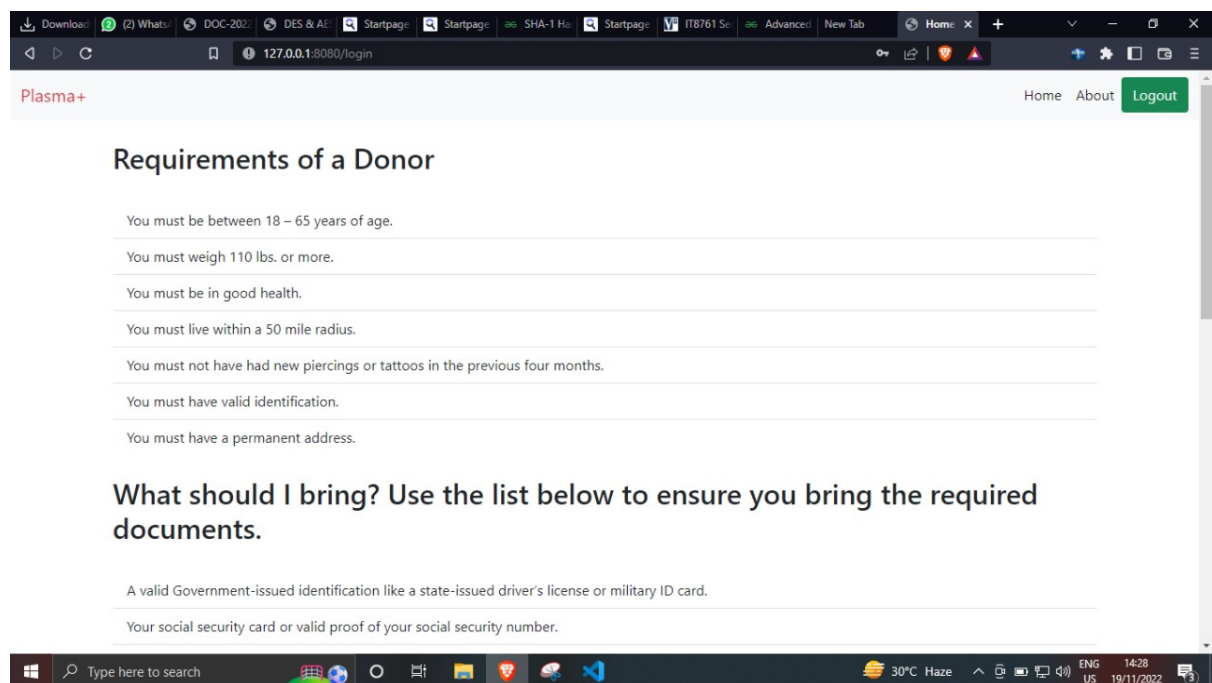 Download (2) Whats DOC-202 DES & AE Startpage Startpage SHA-1 Ha Startpage IT8761 Se Advanced New Tab Home
127.0.0.1:8080/login
Plasma+ Home About Logout
Requirements of a Donor
You must be between 18 – 65 years of age.
You must weigh 110 lbs. or more.
You must be in good health.
You must live within a 50 mile radius.
You must not have had new piercings or tattoos in the previous four months.
You must have valid identification.
You must have a permanent address.
What should I bring? Use the list below to ensure you bring the required
documents.
A valid Government-issued identification like a state-issued driver's license or military ID card.
Your social security card or valid proof of your social security number.
Type here to search 30°C Haze ENG 14:28
US 19/11/2022 3